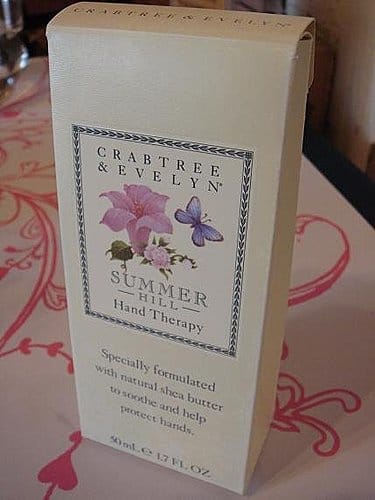 CRABTREE & EVELYN®
CRABTREE
& EVELYN®
SUMMER
HILL
Hand Therapy
Specially formulated
with natural shea butter
to soothe and help
protect hands.
50 mL ℮ 1.7 FL OZ